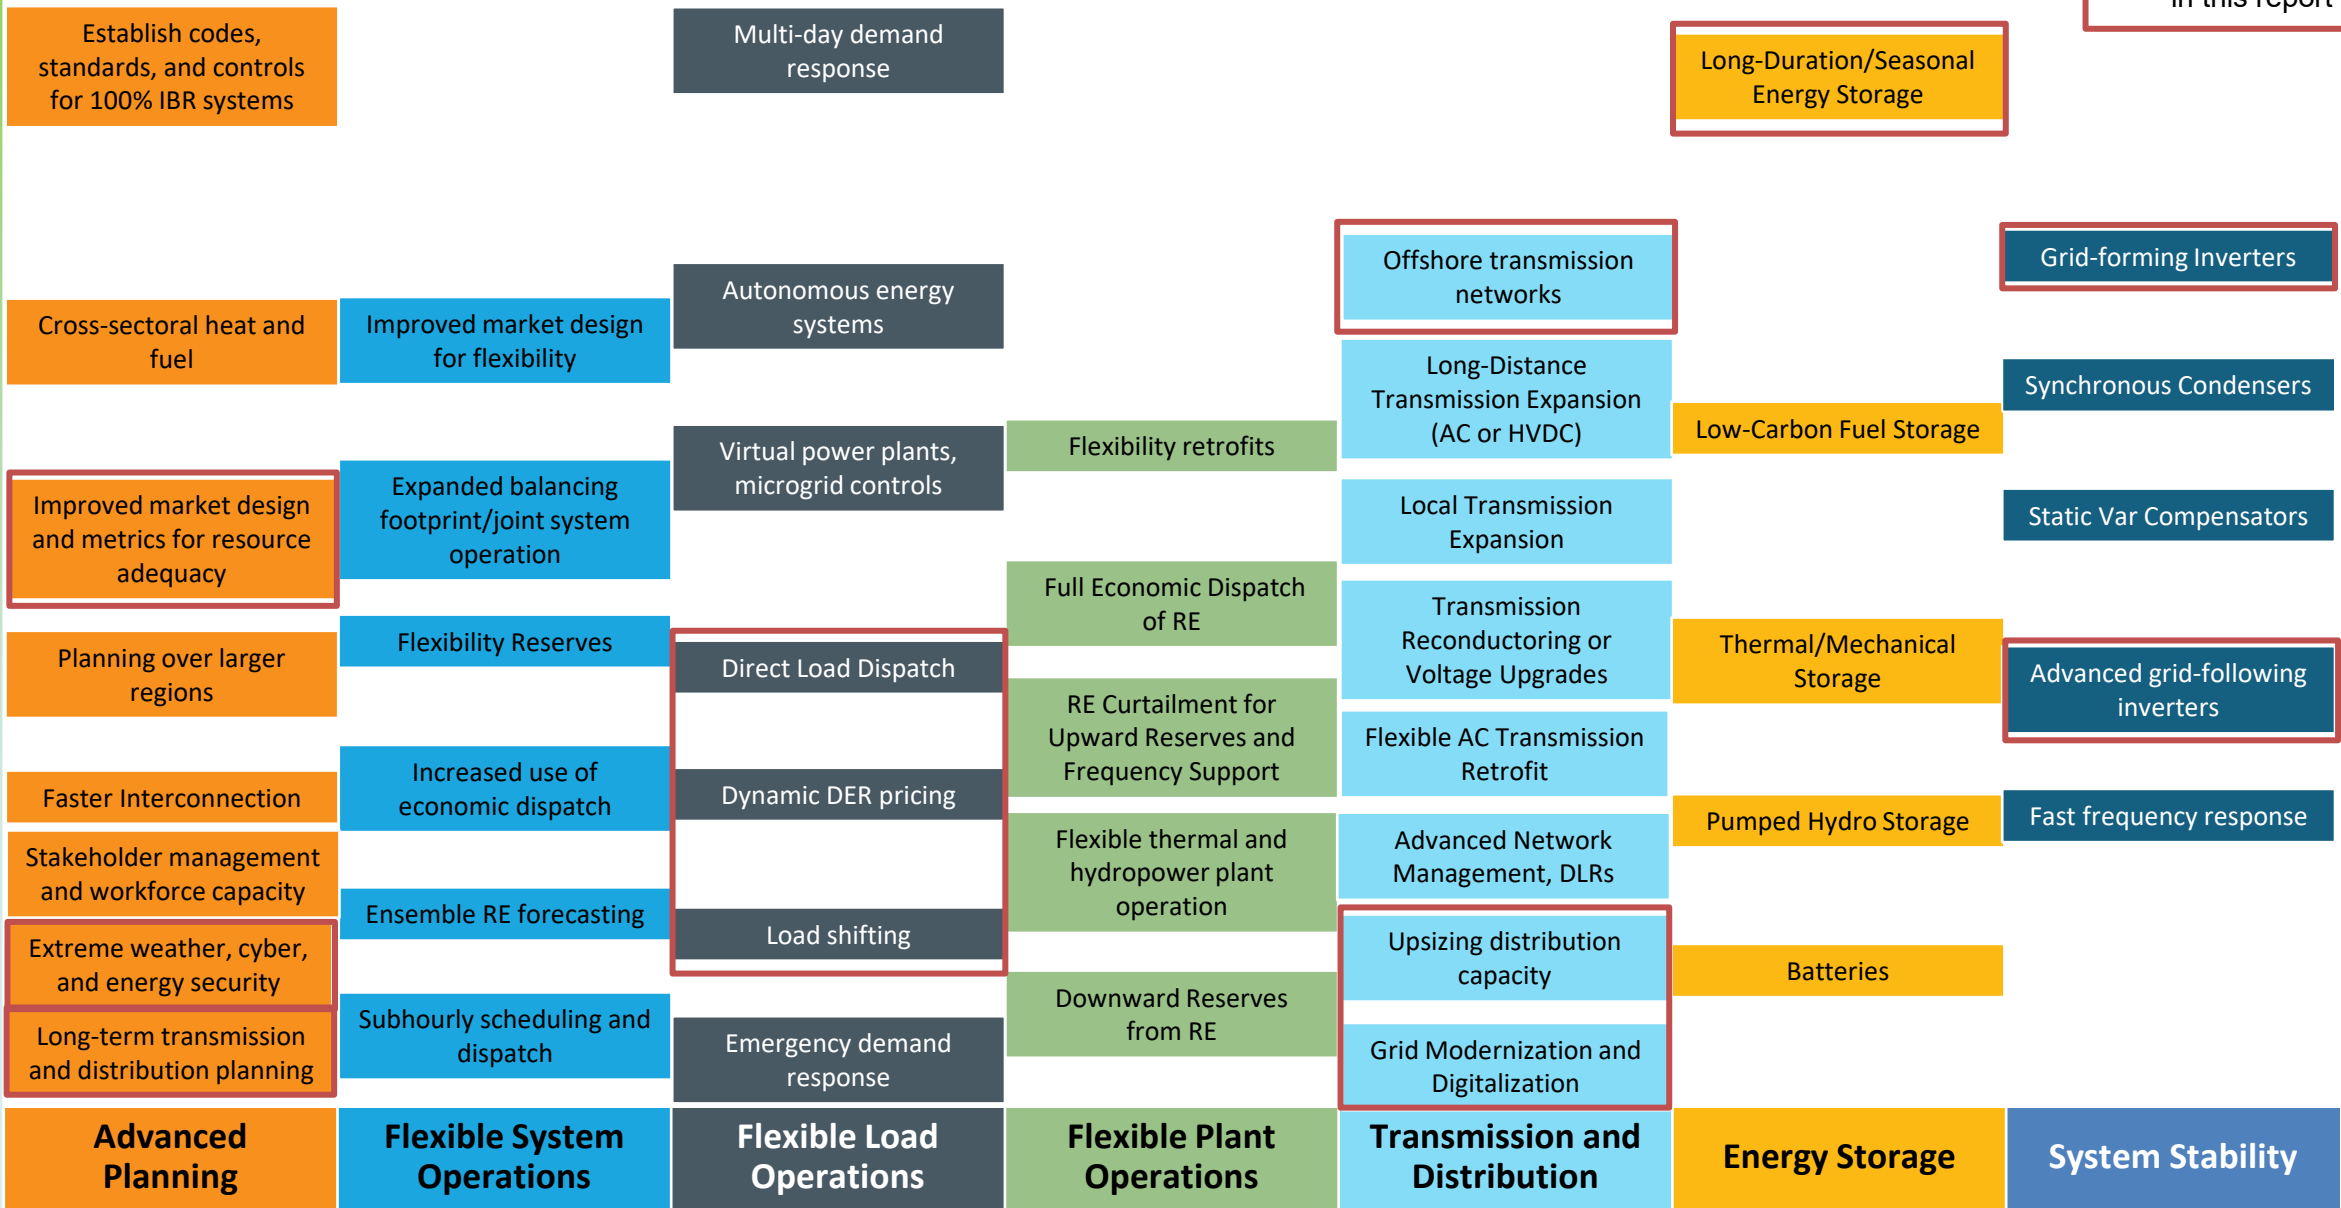 in this report
Establish codes,
standards, and controls
for 100% IBR systems
Cross-sectoral heat and
fuel
Improved market design
and metrics for resource
adequacy
Planning over larger
regions
Faster Interconnection
Stakeholder management
and workforce capacity
Extreme weather, cyber,
and energy security
Long-term transmission
and distribution planning
Advanced
Planning
Improved market design
for flexibility
Expanded balancing
footprint/joint system
operation
Flexibility Reserves
Increased use of
economic dispatch
Ensemble RE forecasting
Subhourly scheduling and
dispatch
Flexible System
Operations
Multi-day demand
response
Autonomous energy
systems
Virtual power plants,
microgrid controls
Direct Load Dispatch
Dynamic DER pricing
Load shifting
Emergency demand
response
Flexible Load
Operations
Flexibility retrofits
Full Economic Dispatch
of RE
RE Curtailment for
Upward Reserves and
Frequency Support
Flexible thermal and
hydropower plant
operation
Downward Reserves
from RE
Flexible Plant
Operations
Offshore transmission
networks
Long-Distance
Transmission Expansion
(AC or HVDC)
Local Transmission
Expansion
Transmission
Reconductoring or
Voltage Upgrades
Flexible AC Transmission
Retrofit
Advanced Network
Management, DLRs
Upsizing distribution
capacity
Grid Modernization and
Digitalization
Transmission and
Distribution
Long-Duration/Seasonal
Energy Storage
Low-Carbon Fuel Storage
Thermal/Mechanical
Storage
Pumped Hydro Storage
Batteries
Energy Storage
Grid-forming Inverters
Synchronous Condensers
Static Var Compensators
Advanced grid-following
inverters
Fast frequency response
System Stability